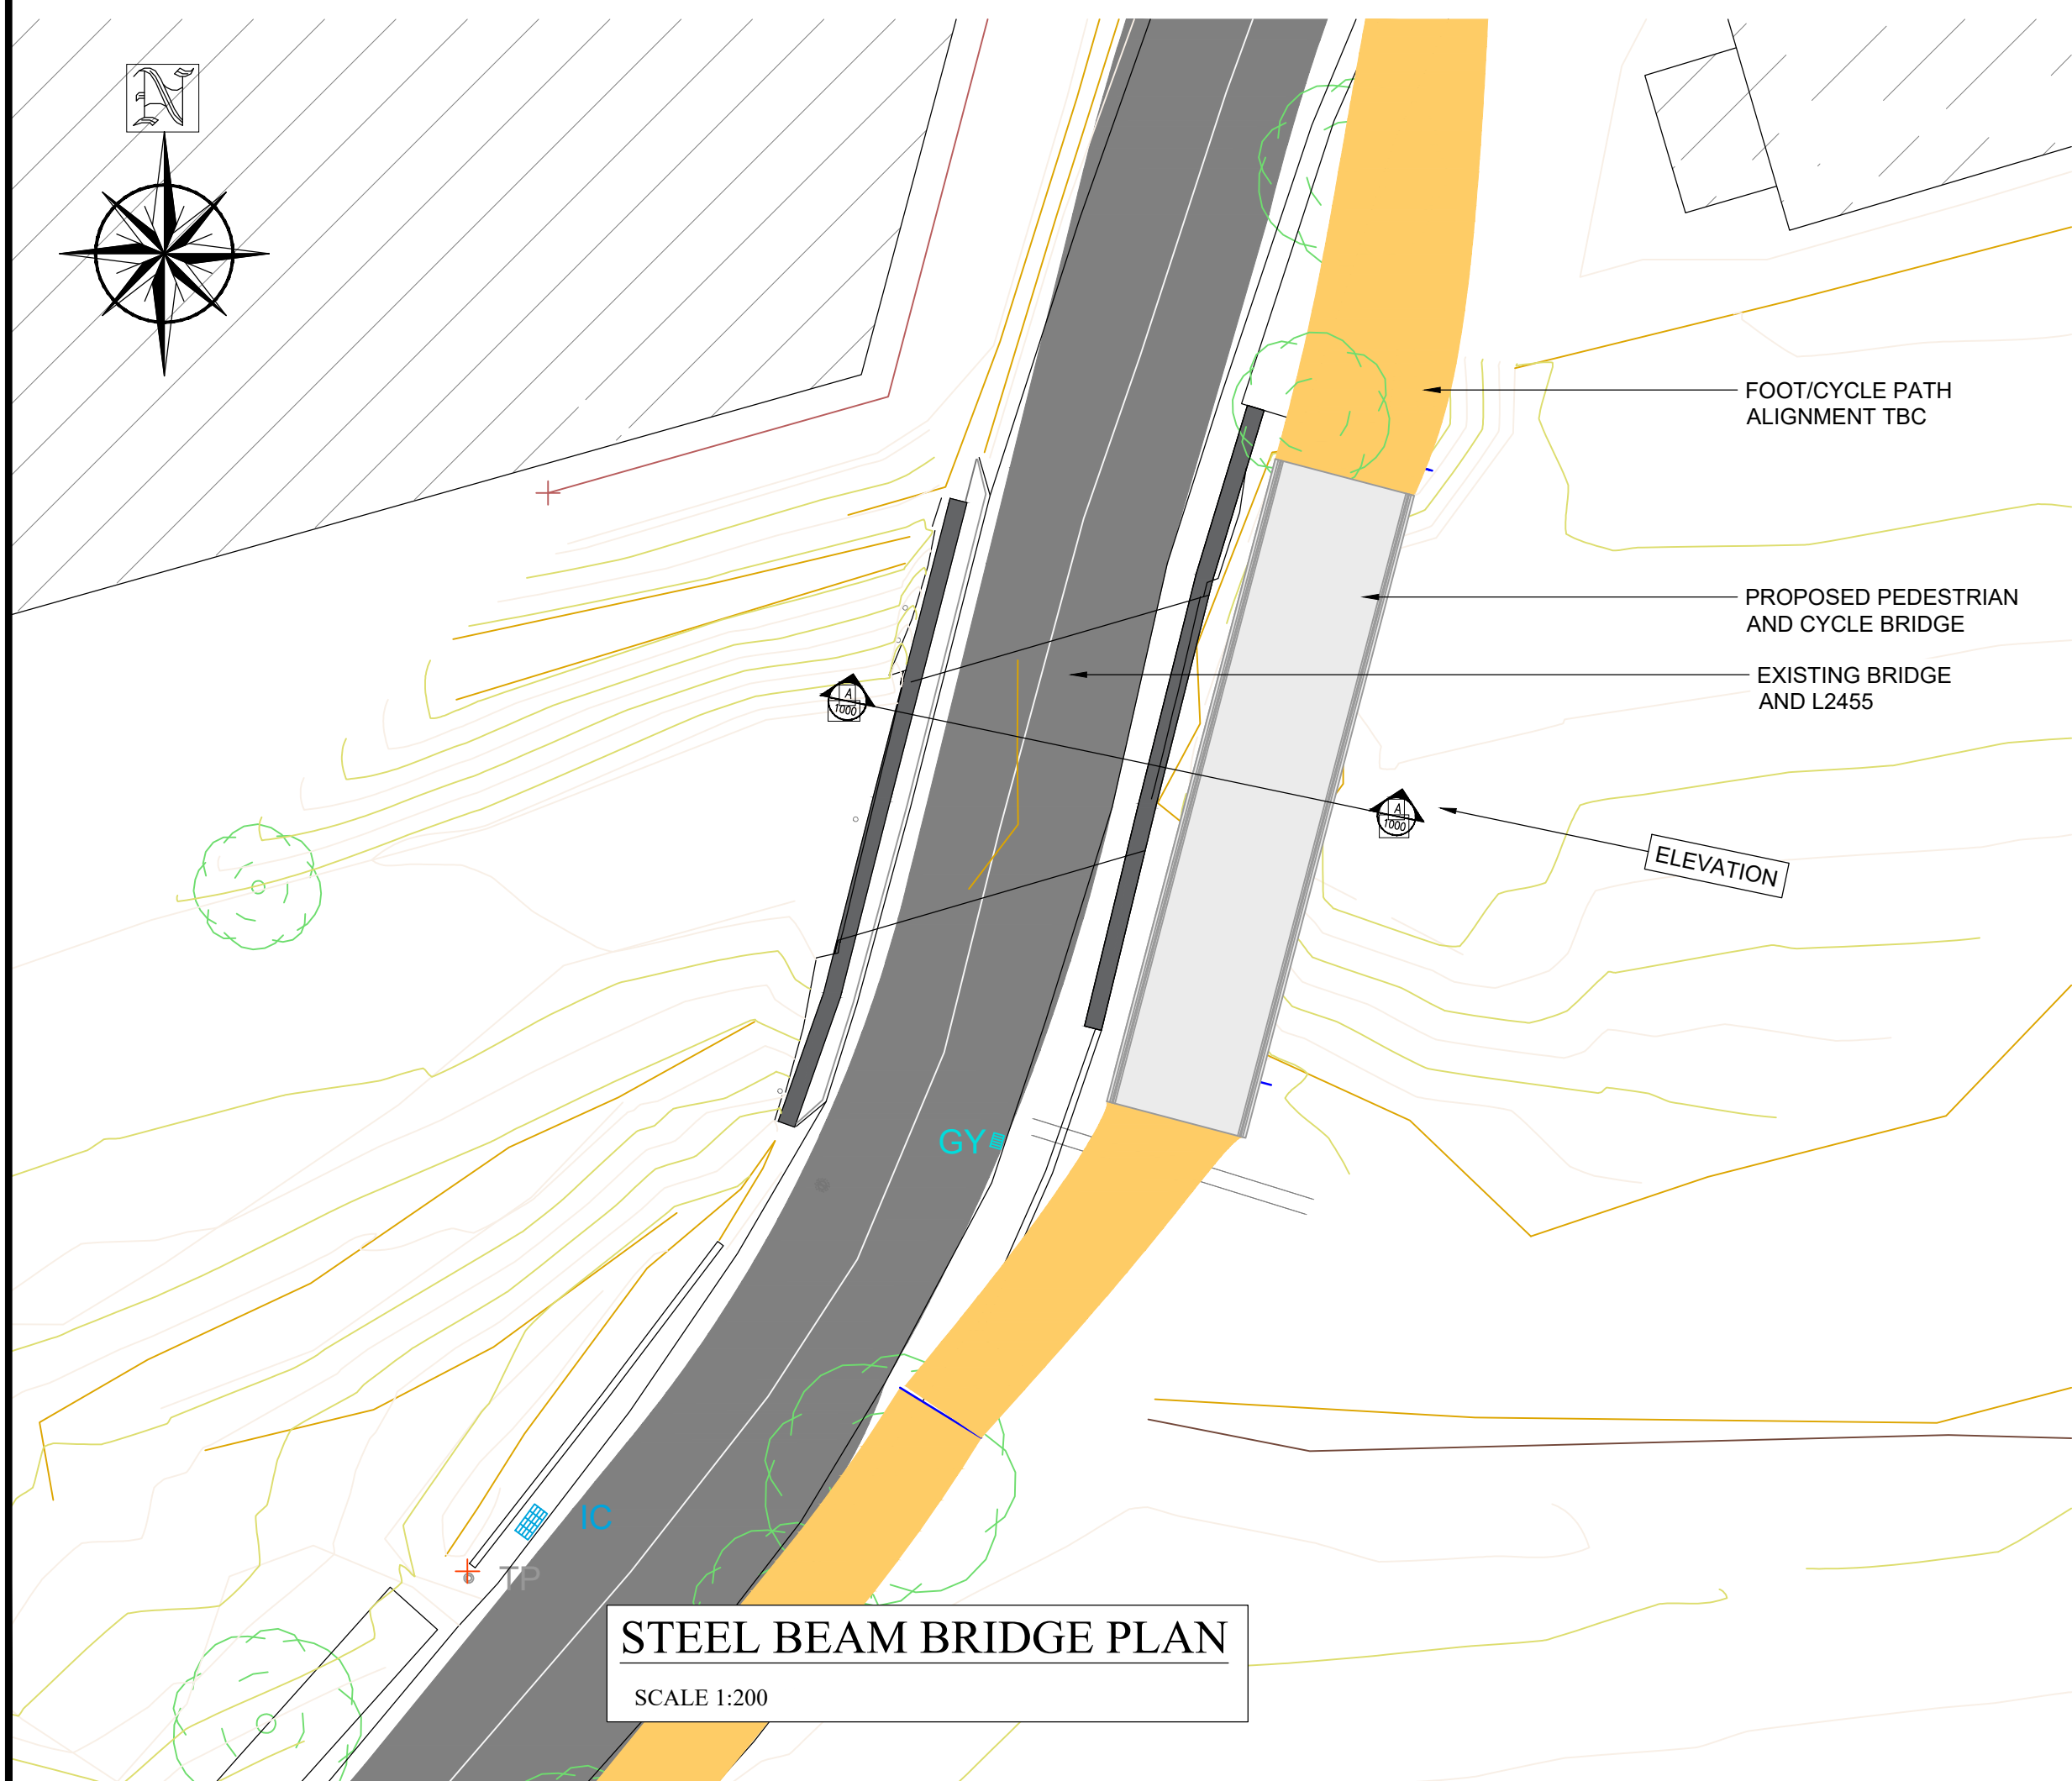 N
FOOT/CYCLE PATH
ALIGNMENT TBC
PROPOSED PEDESTRIAN
AND CYCLE BRIDGE
EXISTING BRIDGE
AND L2455
A
1000
A
1000
ELEVATION
GY
IC
TP
STEEL BEAM BRIDGE PLAN
SCALE 1:200